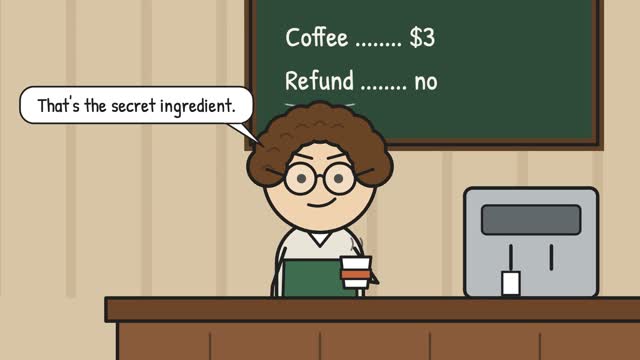 Coffee ........ $3
Refund ........ no
That's the secret ingredient.